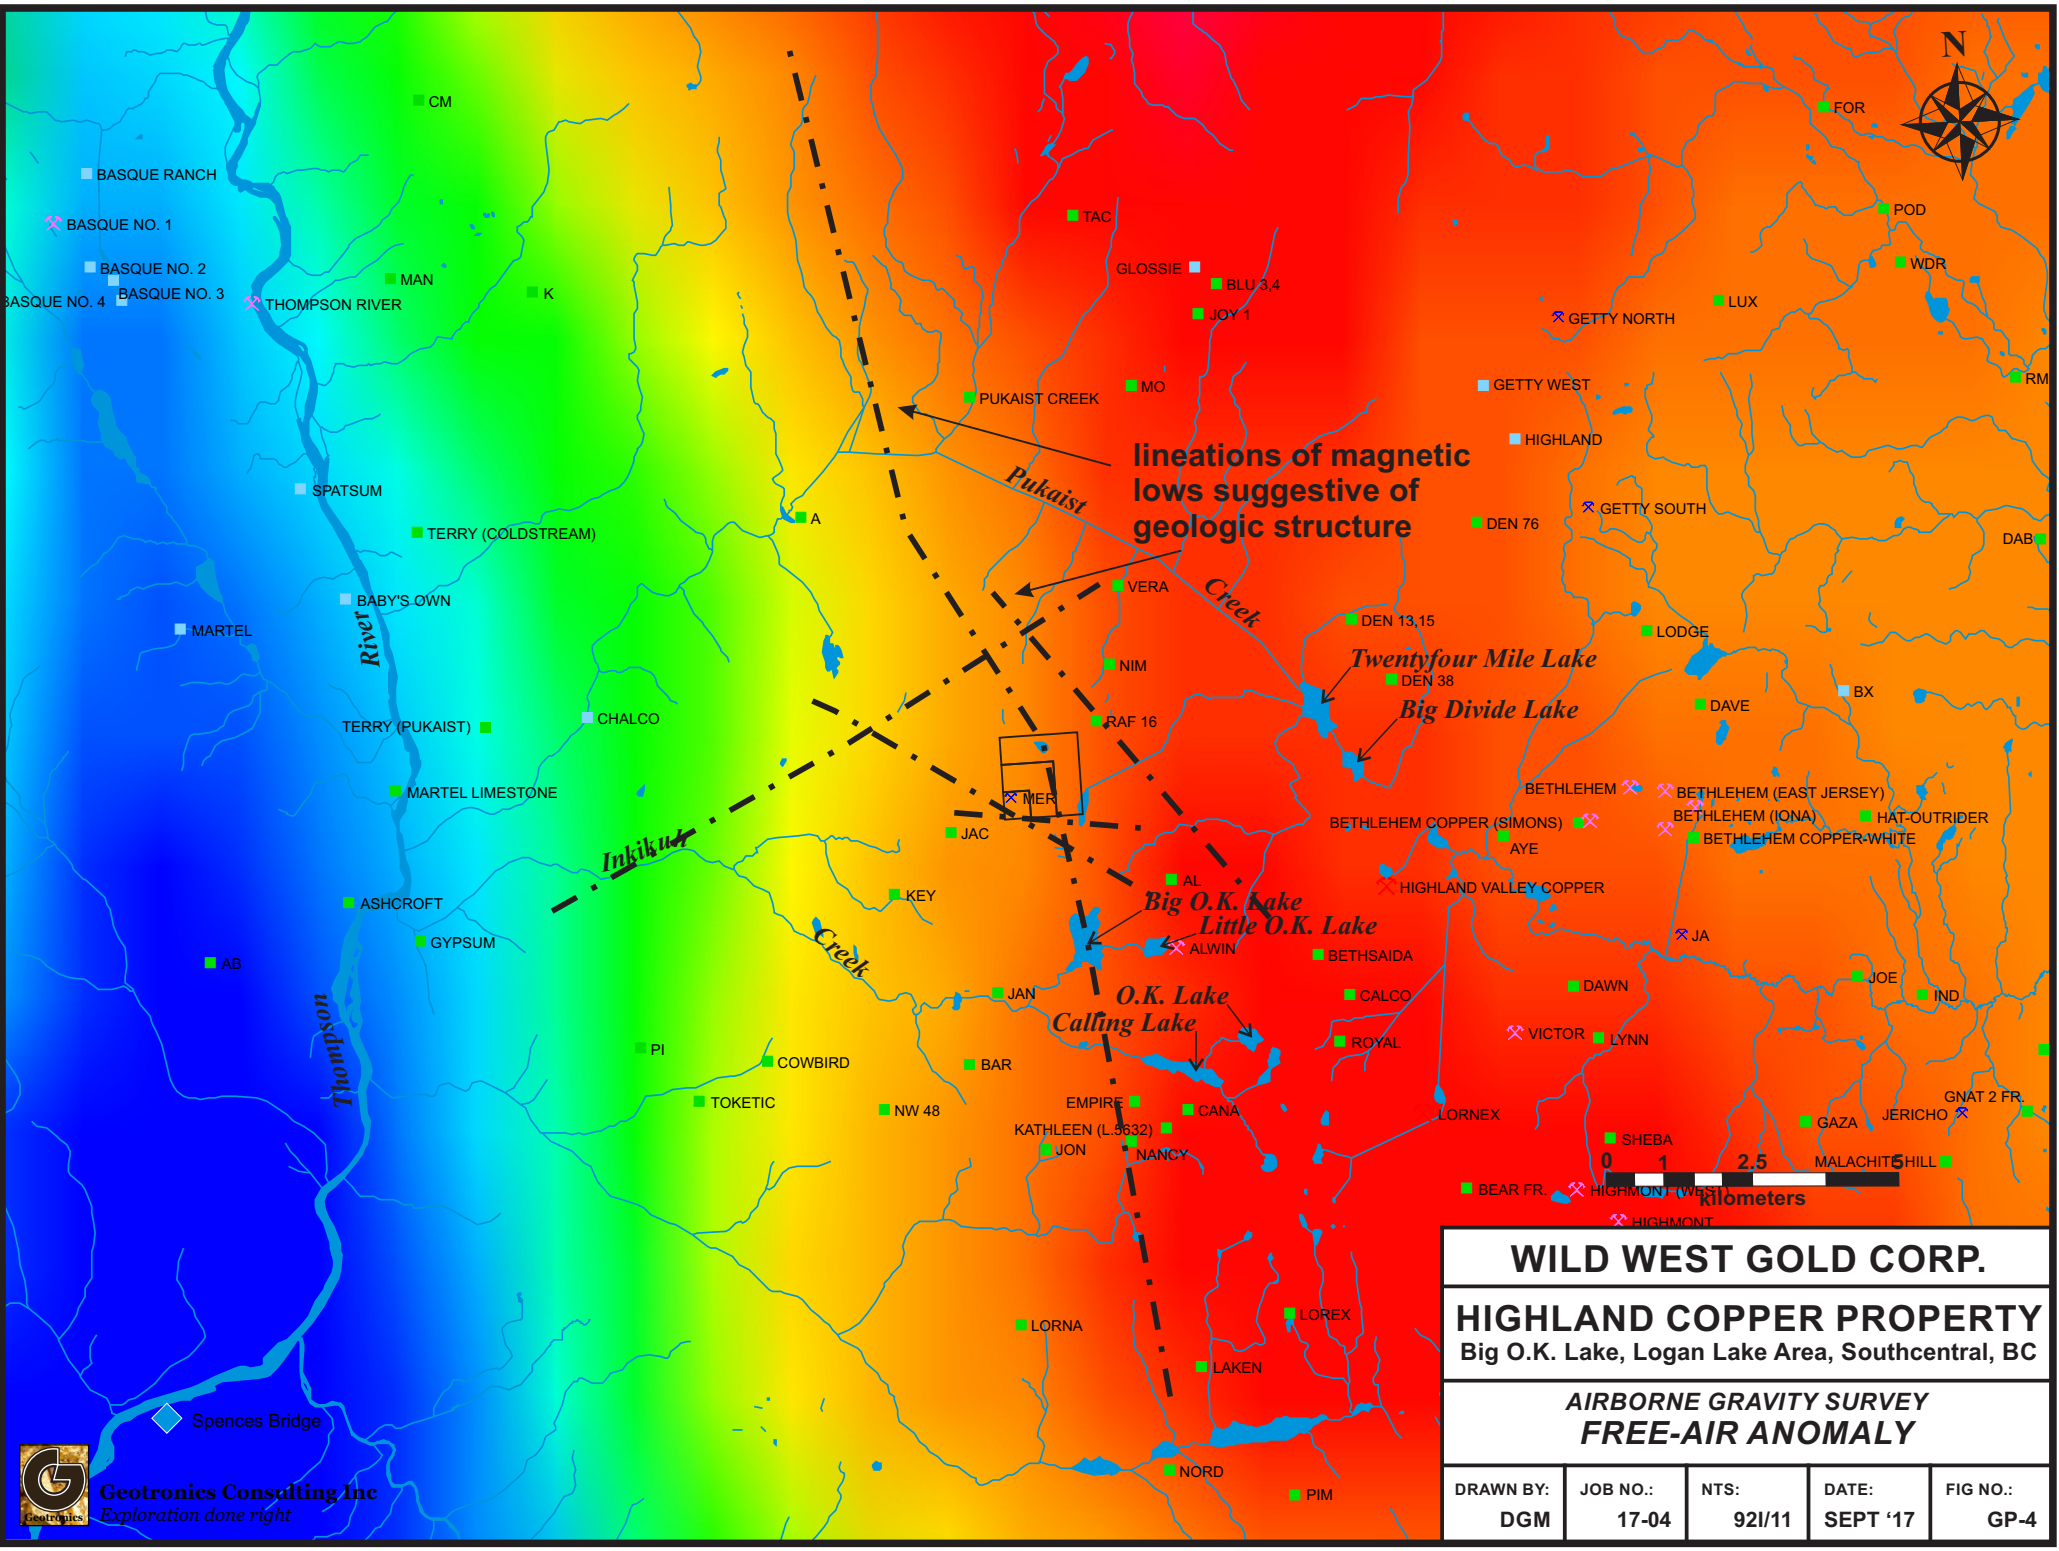 N
CM
FOR
BASQUE RANCH
POD
TAC
BASQUE NO. 1
WDR
BASQUE NO. 2
GLOSSIE
MAN
BLU 3,4
K
BASQUE NO. 3
BASQUE NO. 4
THOMPSON RIVER
LUX
JOY 1
GETTY NORTH
RM
GETTY WEST
MO
PUKAIST CREEK
HIGHLAND
lineations of magnetic
lows suggestive of
geologic structure
Pukaist
Creek
SPATSUM
GETTY SOUTH
A
DEN 76
TERRY (COLDSTREAM)
DAB
VERA
BABY'S OWN
DEN 13,15
MARTEL
LODGE
River
Twentyfour Mile Lake
NIM
DEN 38
BX
DAVE
Big Divide Lake
CHALCO
RAF 16
TERRY (PUKAIST)
MARTEL LIMESTONE
BETHLEHEM
BETHLEHEM (EAST JERSEY)
MER
BETHLEHEM (IONA)
HAT-OUTRIDER
BETHLEHEM COPPER (SIMONS)
JAC
BETHLEHEM COPPER-WHITE
AYE
Inkikuh
Creek
AL
HIGHLAND VALLEY COPPER
KEY
Big O.K. Lake
ASHCROFT
Little O.K. Lake
JA
GYPSUM
ALWIN
BETHSAIDA
AB
JOE
DAWN
JAN
O.K. Lake
CALCO
IND
Calling Lake
VICTOR
LYNN
ROYAL
Thompson
PI
COWBIRD
BAR
GNAT 2 FR.
TOKETIC
EMPIRE
NW 48
CANA
LORNEX
JERICHO
GAZA
KATHLEEN (L.5632)
SHEBA
JON
NANCY
0 1 2.5 5
MALACHITE HILL
BEAR FR.
HIGHMONT (WEST)
kilometers
HIGHMONT
LOREX
LORNA
LAKEN
Spences Bridge
NORD
PIM
Geotronics
Geotronics Consulting Inc
Exploration done right
WILD WEST GOLD CORP.
HIGHLAND COPPER PROPERTY
Big O.K. Lake, Logan Lake Area, Southcentral, BC
AIRBORNE GRAVITY SURVEY
FREE-AIR ANOMALY
DRAWN BY: JOB NO.: NTS: DATE: FIG NO.:
DGM 17-04 92I/11 SEPT ‘17 GP-4